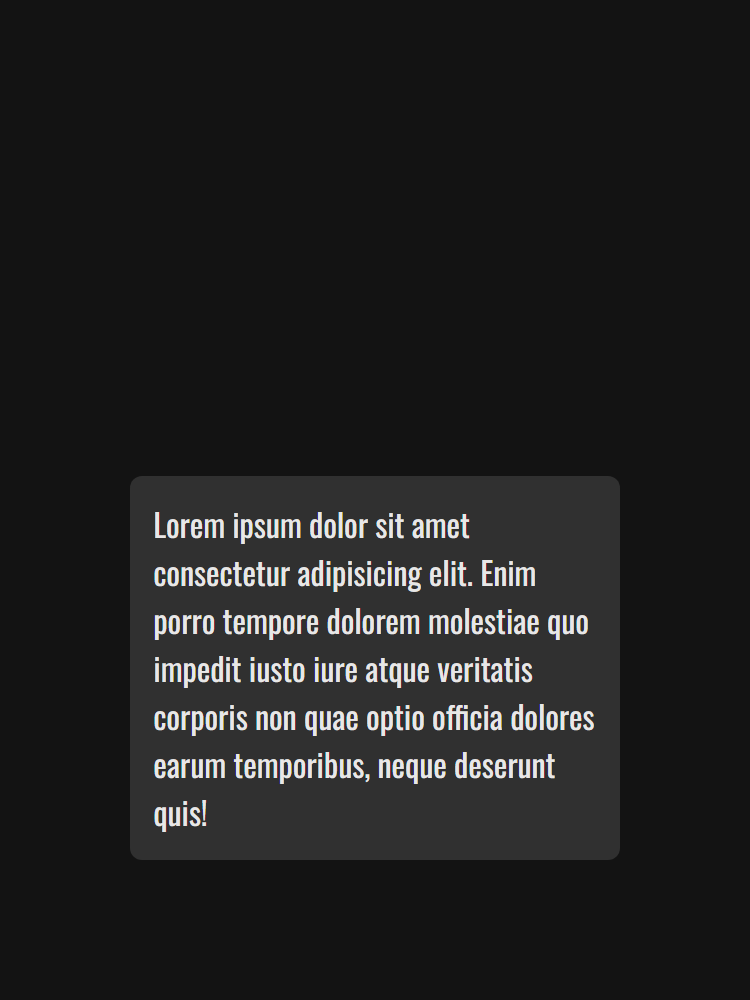 Lorem ipsum dolor sit amet
consectetur adipisicing elit. Enim
porro tempore dolorem molestiae quo
impedit iusto iure atque veritatis
corporis non quae optio officia dolores
earum temporibus, neque deserunt
quis!